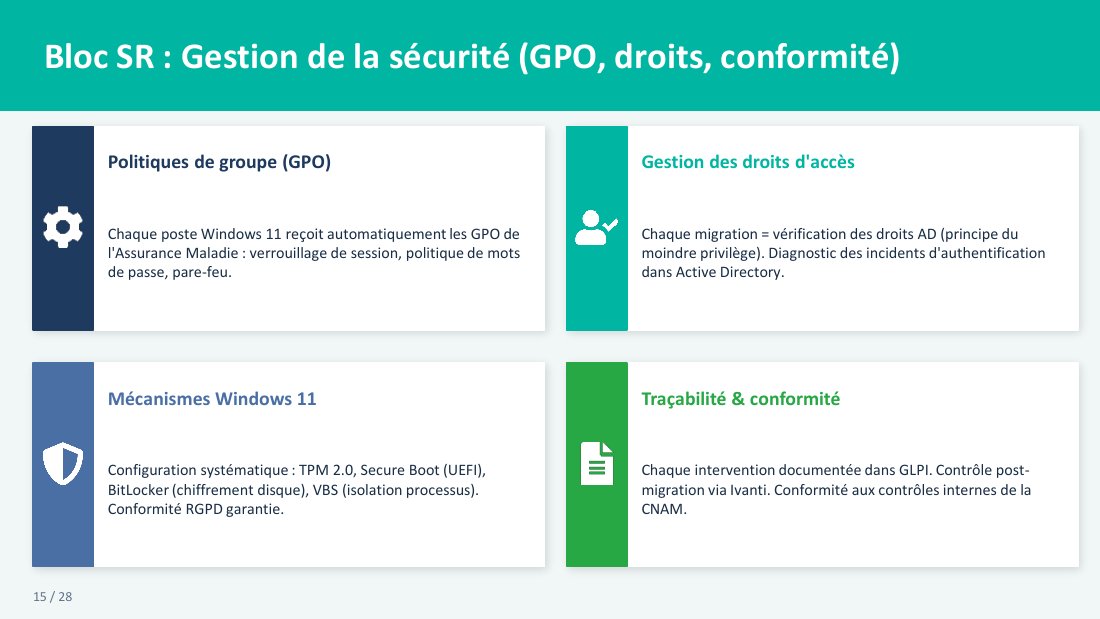 Bloc SR : Gestion de la sécurité (GPO, droits, conformité)
Politiques de groupe (GPO)
Chaque poste Windows 11 reçoit automatiquement les GPO de
l'Assurance Maladie : verrouillage de session, politique de mots
de passe, pare-feu.
Gestion des droits d'accès
Chaque migration = vérification des droits AD (principe du
moindre privilège). Diagnostic des incidents d'authentification
dans Active Directory.
Mécanismes Windows 11
Configuration systématique : TPM 2.0, Secure Boot (UEFI),
BitLocker (chiffrement disque), VBS (isolation processus).
Conformité RGPD garantie.
Traçabilité & conformité
Chaque intervention documentée dans GLPI. Contrôle post-
migration via Ivanti. Conformité aux contrôles internes de la
CNAM.
15 / 28